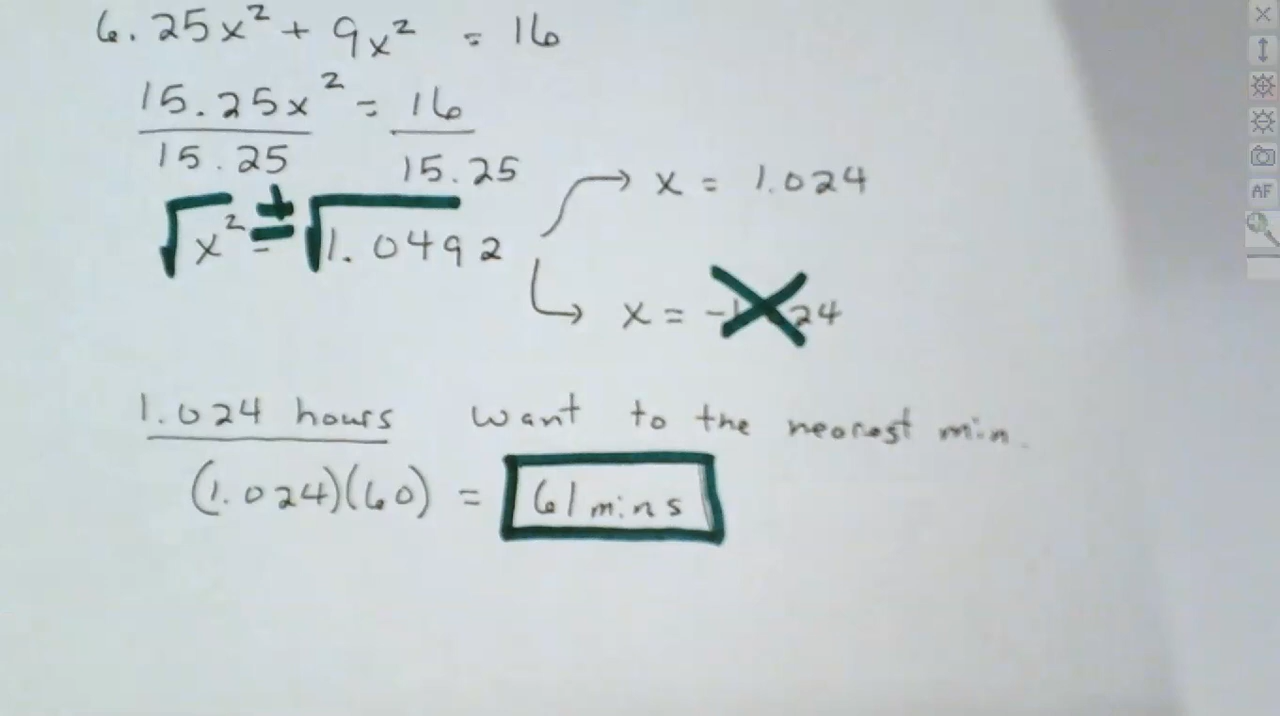 6.25x² + 9x² = 16
15.25x² = 16
15.25 15.25
√x² = ± √1.0492
x = 1.024
x = -1.024
1.024 hours want to the nearest min.
(1.024)(60) = 61 mins
AF